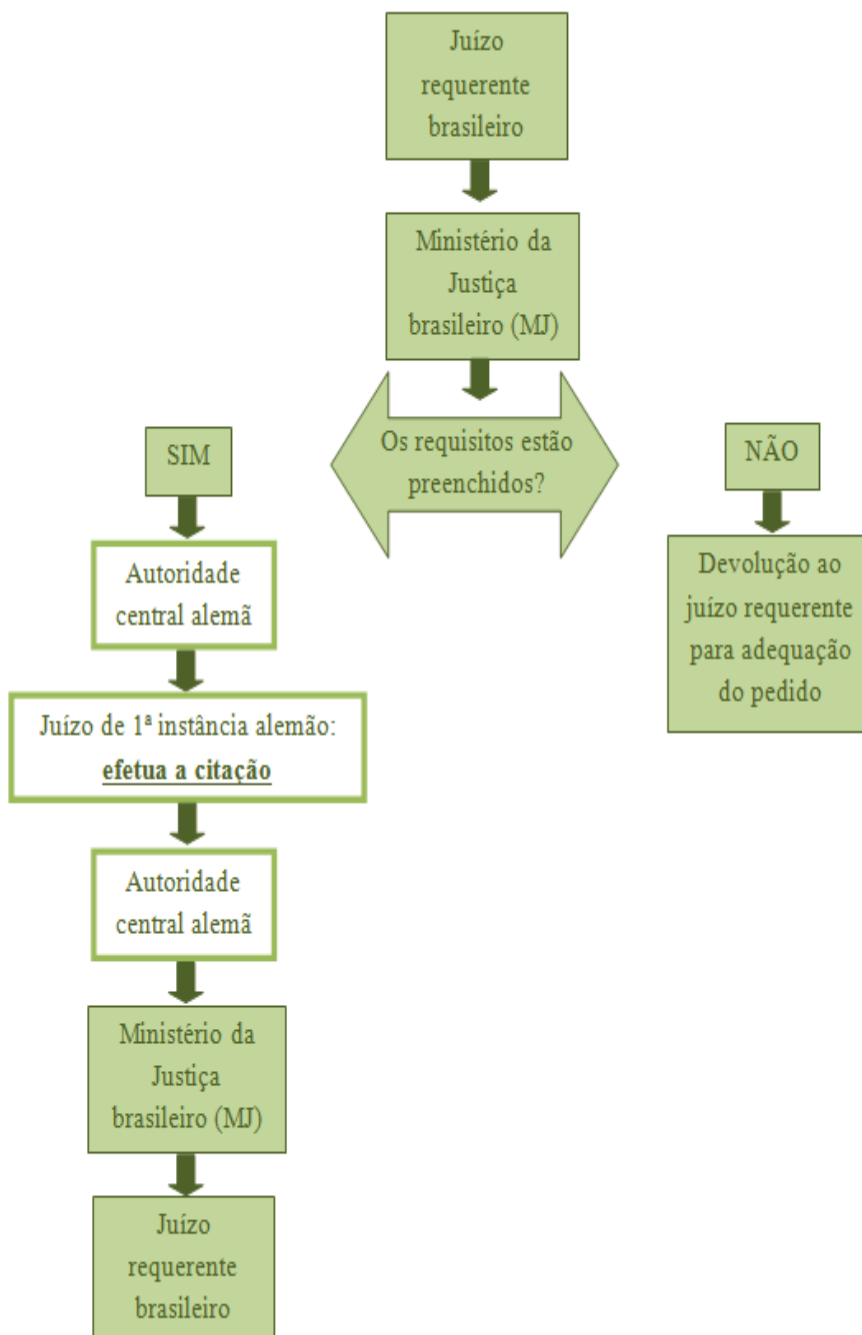 Juízo
requerente
brasileiro
Ministério da
Justiça
brasileiro (MJ)
Os requisitos estão
preenchidos?
SIM
Autoridade
central alemã
Juízo de 1ª instância alemão:
efetua a citação
Autoridade
central alemã
Ministério da
Justiça
brasileiro (MJ)
Juízo
requerente
brasileiro
NÃO
Devolução ao
juízo requerente
para adequação
do pedido